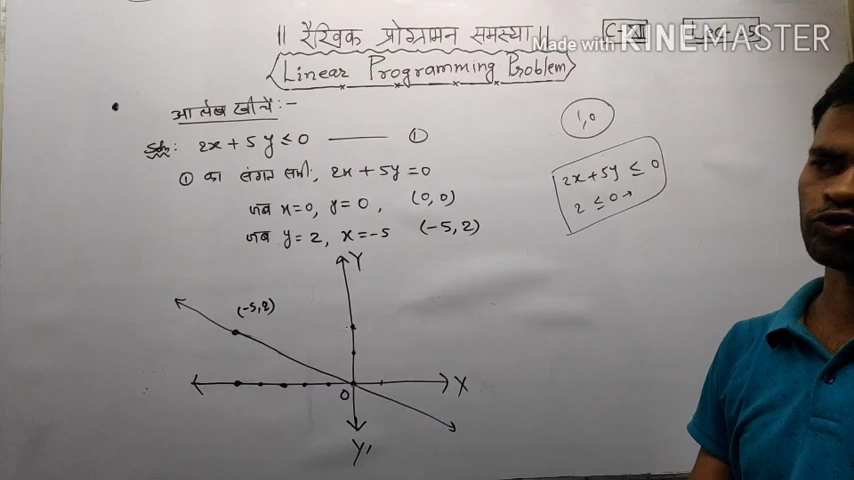 || रैखिक प्रोग्रामन समस्या ||
Made with KINEMASTER
Linear Programming Problem
आलेख खींचें:-
Soln: 2x + 5y ≤ 0 ——— ①
① का संगत समी, 2x + 5y = 0
जब x=0, y=0, (0, 0)
जब y=2, x=-5 (-5, 2)
1,0
2x+5y ≤ 0
2 ≤ 0→
Y
(-5,2)
X
O
Y'